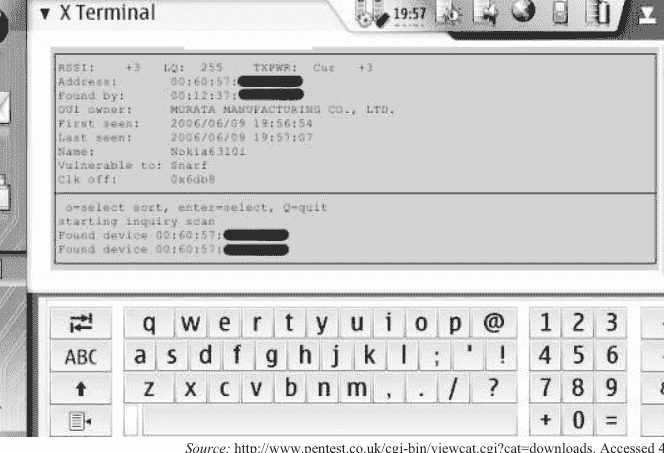 ▼ X Terminal 19:57
RSSI: +3 LQ: 255 TXPWR: Cur +3
Address: 00:60:57:
Found by: 00:12:37:
OUI owner: MURATA MANUFACTURING CO., LTD.
First seen: 2006/06/09 19:56:54
Last seen: 2006/06/09 19:57:07
Name: Nokia6310i
Vulnerable to: Snarf
Clk off: 0x6db8
o=select sort, enter=select, Q=quit
starting inquiry scan
Found device 00:60:57:
Found device 00:60:57:
q w e r t y u i o p @ 1 2 3
ABC a s d f g h j k l ; ' ! 4 5 6
z x c v b n m , . / ? 7 8 9
+ 0 =
Source: http://www.pentest.co.uk/cgi-bin/viewcat.cgi?cat=downloads. Accessed 4